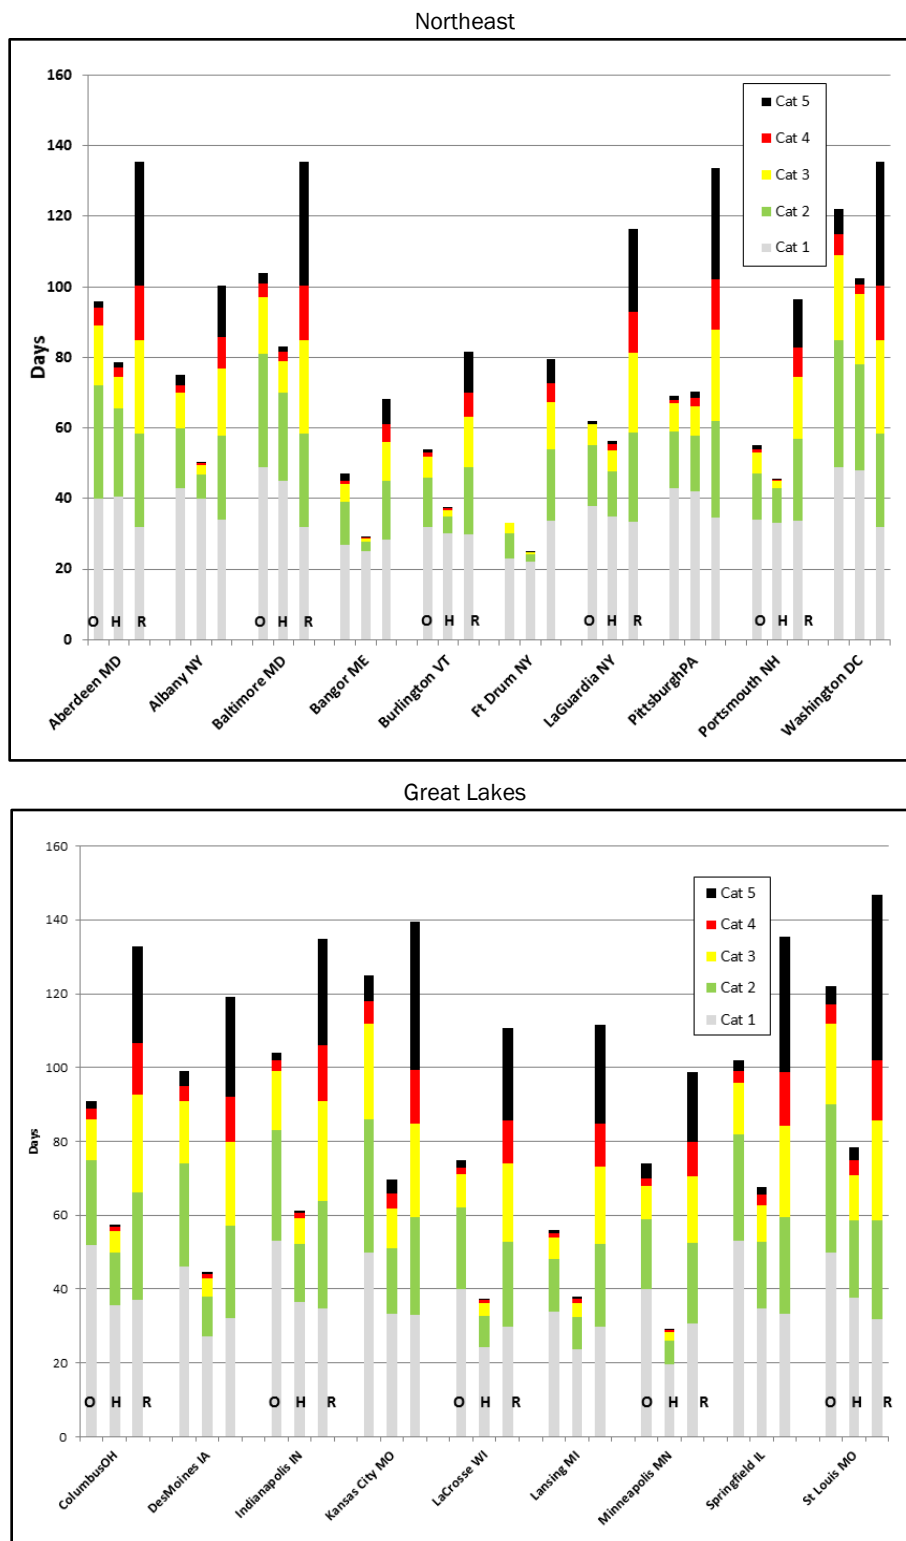 Northeast
160
140
120
100
80
60
40
20
0
Days
Cat 5
Cat 4
Cat 3
Cat 2
Cat 1
O H R
O H R
O H R
O H R
O H R
Aberdeen MD
Albany NY
Baltimore MD
Bangor ME
Burlington VT
Ft Drum NY
LaGuardia NY
PittsburghPA
Portsmouth NH
Washington DC
Great Lakes
160
140
120
100
80
60
40
20
0
Days
Cat 5
Cat 4
Cat 3
Cat 2
Cat 1
O H R
O H R
O H R
O H R
O H R
ColumbusOH
DesMoines IA
Indianapolis IN
Kansas City MO
LaCrosse WI
Lansing MI
Minneapolis MN
Springfield IL
St Louis MO